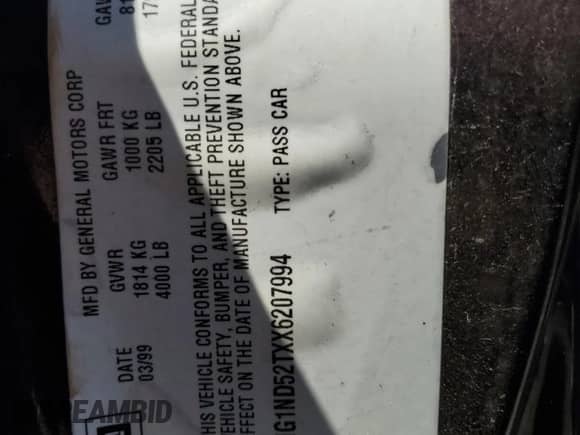 MFD BY GENERAL MOTORS CORP
DATE GVWR GAWR FRT
03/99 1814 KG 1000 KG
4000 LB 2205 LB
HIS VEHICLE CONFORMS TO ALL APPLICABLE U.S. FEDERAL
EHICLE SAFETY, BUMPER, AND THEFT PREVENTION STANDA
EFFECT ON THE DATE OF MANUFACTURE SHOWN ABOVE.
G1ND52TXX6207994 TYPE: PASS CAR